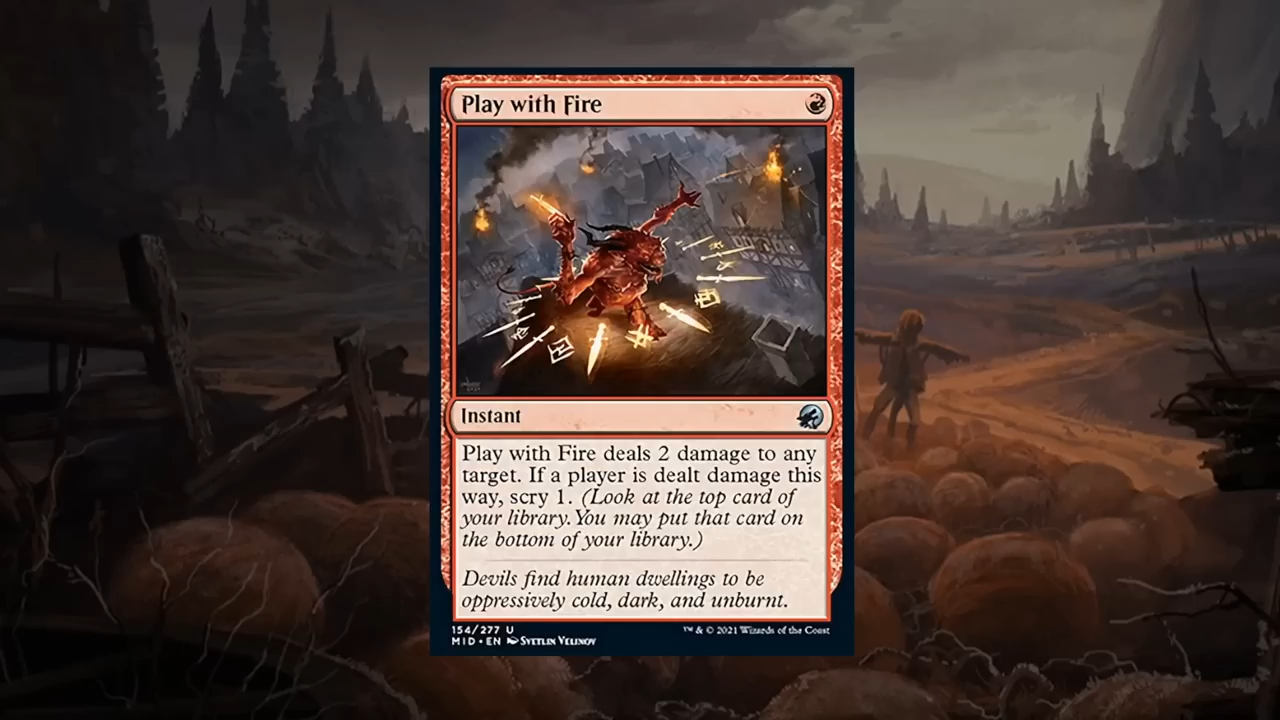 Play with Fire
Instant
Play with Fire deals 2 damage to any
target. If a player is dealt damage this
way, scry 1. (Look at the top card of
your library. You may put that card on
the bottom of your library.)
Devils find human dwellings to be
oppressively cold, dark, and unburnt.
154/277 U
MID • EN Svetlin Velinov
™ & © 2021 Wizards of the Coast